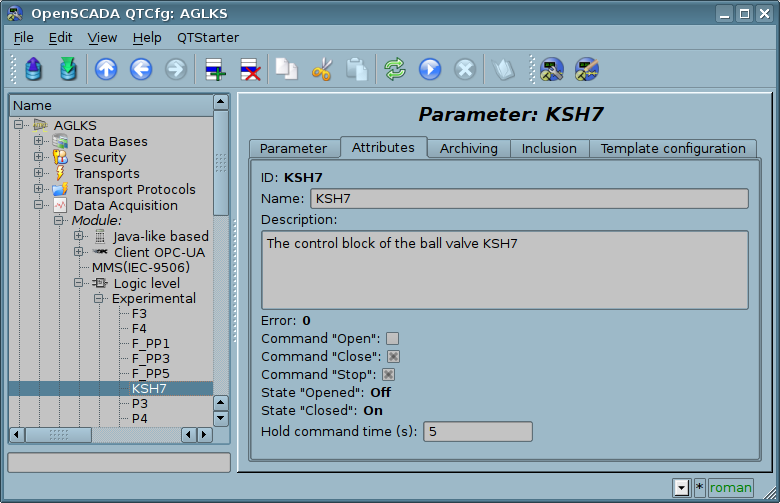 OpenSCADA QTCfg: AGLKS
File Edit View Help QTStarter
Name
AGLKS
Data Bases
Security
Transports
Transport Protocols
Data Acquisition
Module:
Java-like based
Client OPC-UA
MMS(IEC-9506)
Logic level
Experimental
F3
F4
F_PP1
F_PP3
F_PP5
KSH7
P3
P4
Parameter: KSH7
Parameter Attributes Archiving Inclusion Template configuration
ID: KSH7
Name: KSH7
Description:
The control block of the ball valve KSH7
Error: 0
Command "Open":
Command "Close":
Command "Stop":
State "Opened": Off
State "Closed": On
Hold command time (s): 5
* roman